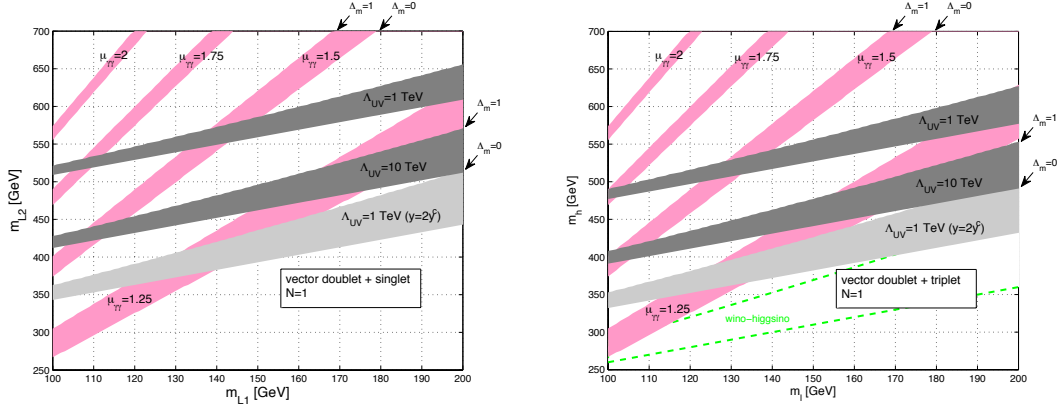 Δm=1 Δm=0
700
650
600
550
500
450
400
350
300
250
mL2 [GeV]
μγγ=2
μγγ=1.75
μγγ=1.5
ΛUV=1 TeV
Δm=1
Δm=0
ΛUV=10 TeV
ΛUV=1 TeV (y=2yc)
vector doublet + singlet
N=1
μγγ=1.25
100 110 120 130 140 150 160 170 180 190 200
mL1 [GeV]
Δm=1 Δm=0
700
650
600
550
500
450
400
350
300
250
mh [GeV]
μγγ=2
μγγ=1.75
μγγ=1.5
ΛUV=1 TeV
Δm=1
Δm=0
ΛUV=10 TeV
ΛUV=1 TeV (y=2yc)
vector doublet + triplet
N=1
μγγ=1.25
wino-higgsino
100 110 120 130 140 150 160 170 180 190 200
ml [GeV]